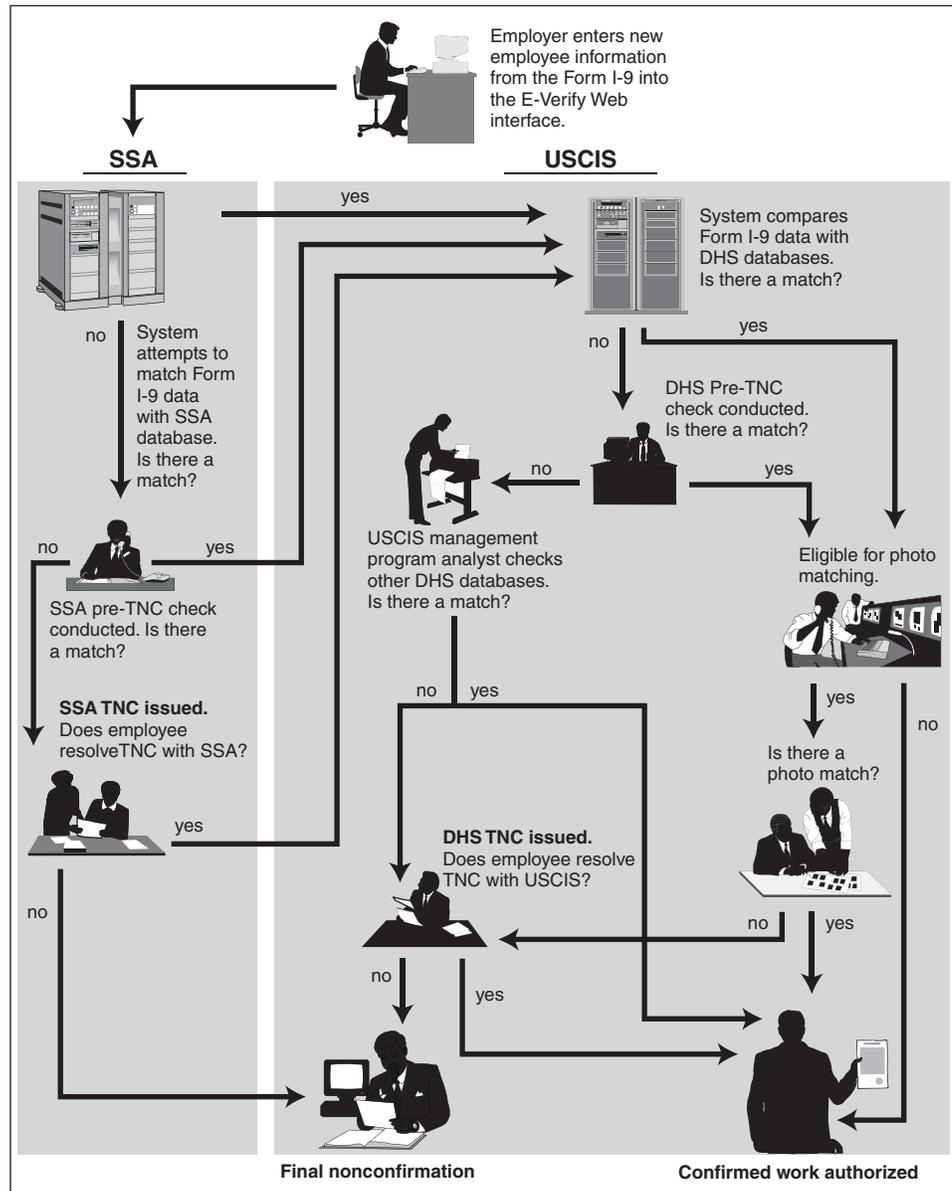 Employer enters new
employee information
from the Form I-9 into
the E-Verify Web
interface.
SSA
USCIS
yes
System compares
Form I-9 data with
DHS databases.
Is there a match?
no
System
attempts to
match Form
I-9 data
with SSA
database.
Is there a
match?
no
yes
DHS Pre-TNC
check conducted.
Is there a match?
no
yes
no
yes
USCIS management
program analyst checks
other DHS databases.
Is there a match?
Eligible for photo
matching.
SSA pre-TNC check
conducted. Is there
a match?
no
yes
yes
no
SSA TNC issued.
Does employee
resolveTNC with SSA?
Is there a
photo match?
yes
DHS TNC issued.
Does employee resolve
TNC with USCIS?
no
no
yes
no
yes
Final nonconfirmation
Confirmed work authorized